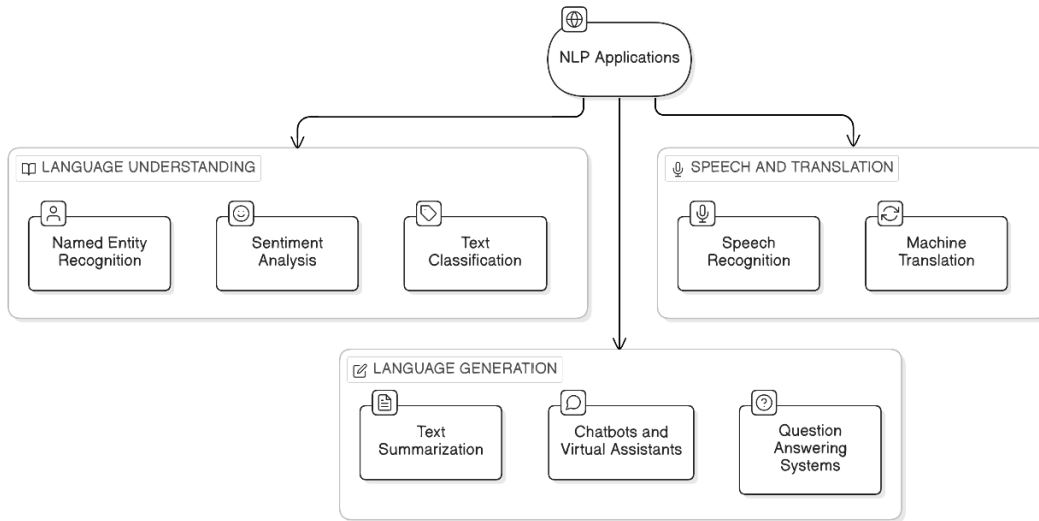 NLP Applications
LANGUAGE UNDERSTANDING
Named Entity
Recognition
Sentiment
Analysis
Text
Classification
SPEECH AND TRANSLATION
Speech
Recognition
Machine
Translation
LANGUAGE GENERATION
Text
Summarization
Chatbots and
Virtual Assistants
Question
Answering
Systems